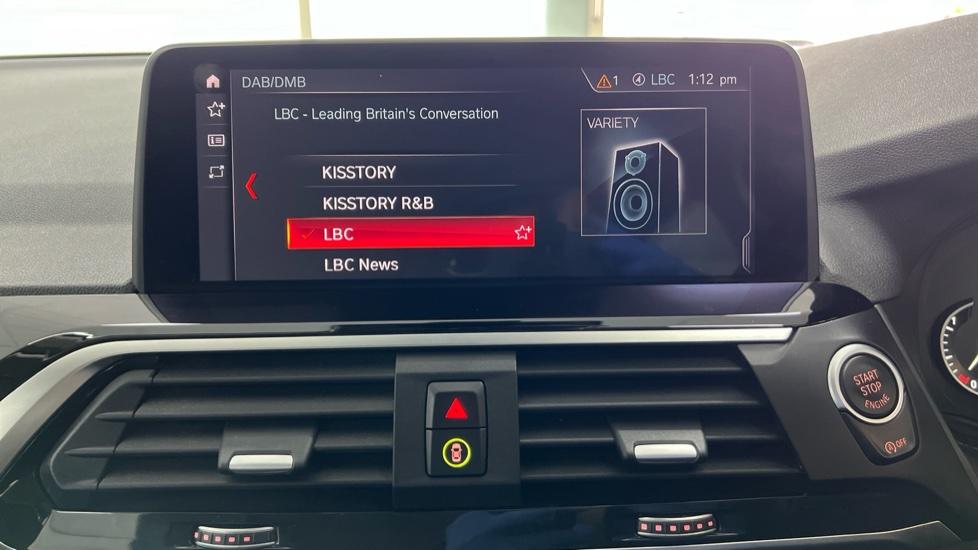 DAB/DMB
1 LBC 1:12 pm
LBC - Leading Britain's Conversation
VARIETY
KISSTORY
KISSTORY R&B
LBC
LBC News
START
STOP
ENGINE
OFF
0